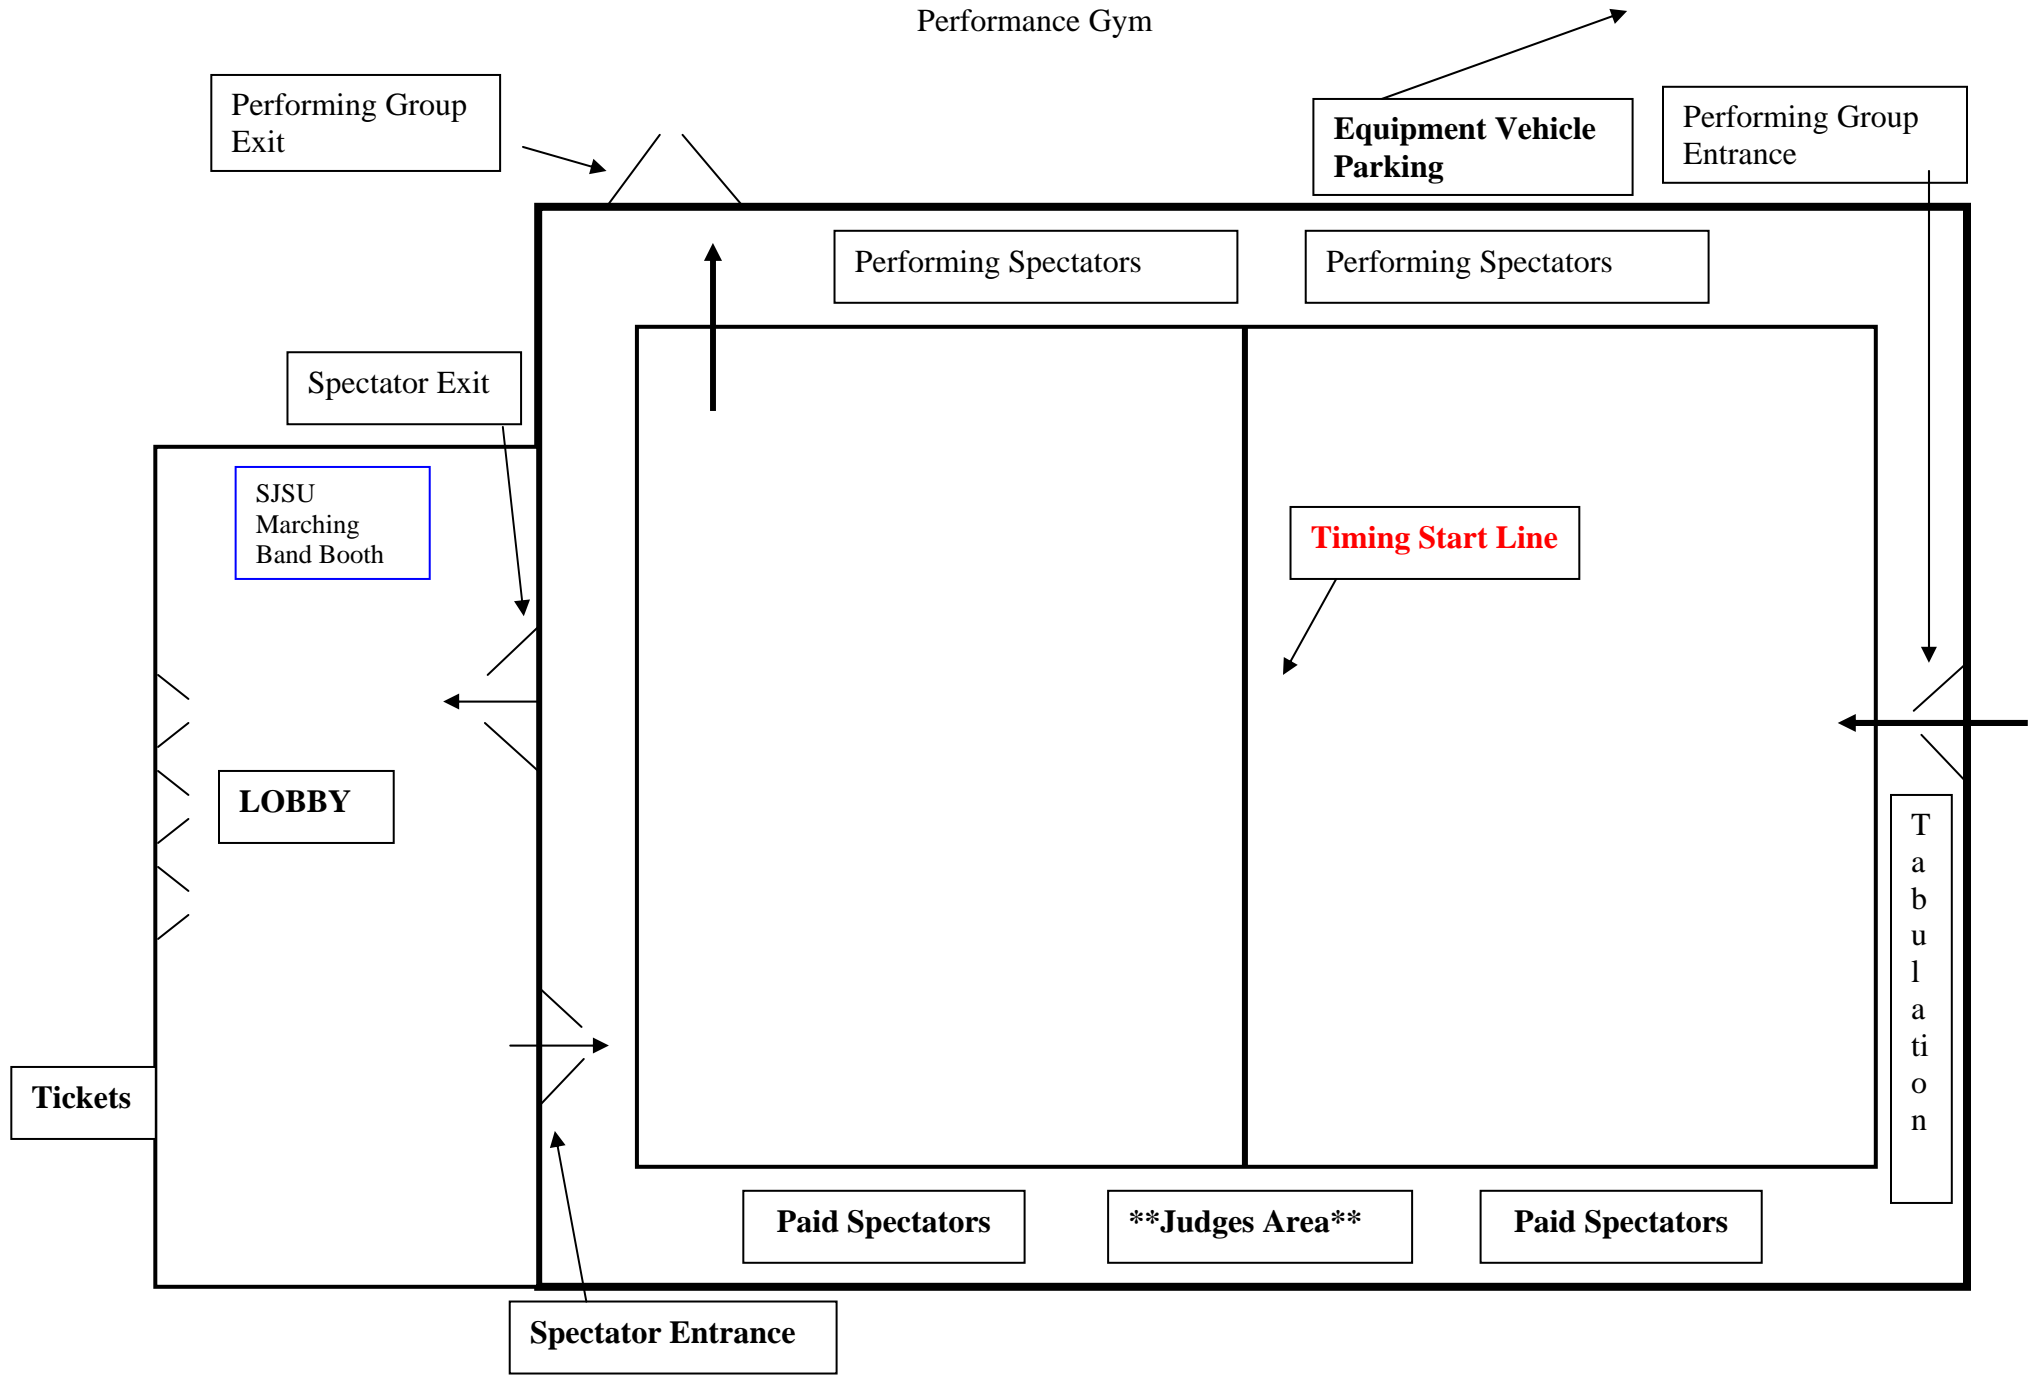 Performance Gym
Performing Group
Exit
Equipment Vehicle
Parking
Performing Group
Entrance
Performing Spectators
Performing Spectators
Spectator Exit
SJSU
Marching
Band Booth
Timing Start Line
LOBBY
T
a
b
u
l
a
ti
o
n
Tickets
Paid Spectators
**Judges Area**
Paid Spectators
Spectator Entrance